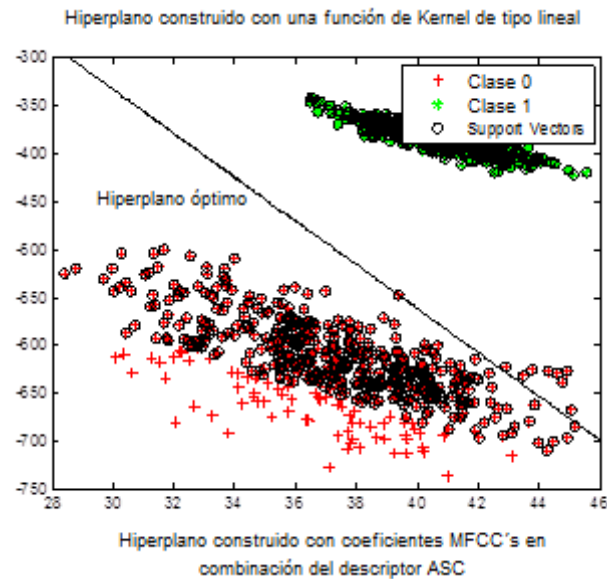 Hiperplano construido con una función de Kernel de tipo lineal
-300
-350
-400
-450
-500
-550
-600
-650
-700
-750
Clase 0
Clase 1
Support Vectors
Hiperplano óptimo
28 30 32 34 36 38 40 42 44 46
Hiperplano construido con coeficientes MFCC´s en
combinación del descriptor ASC